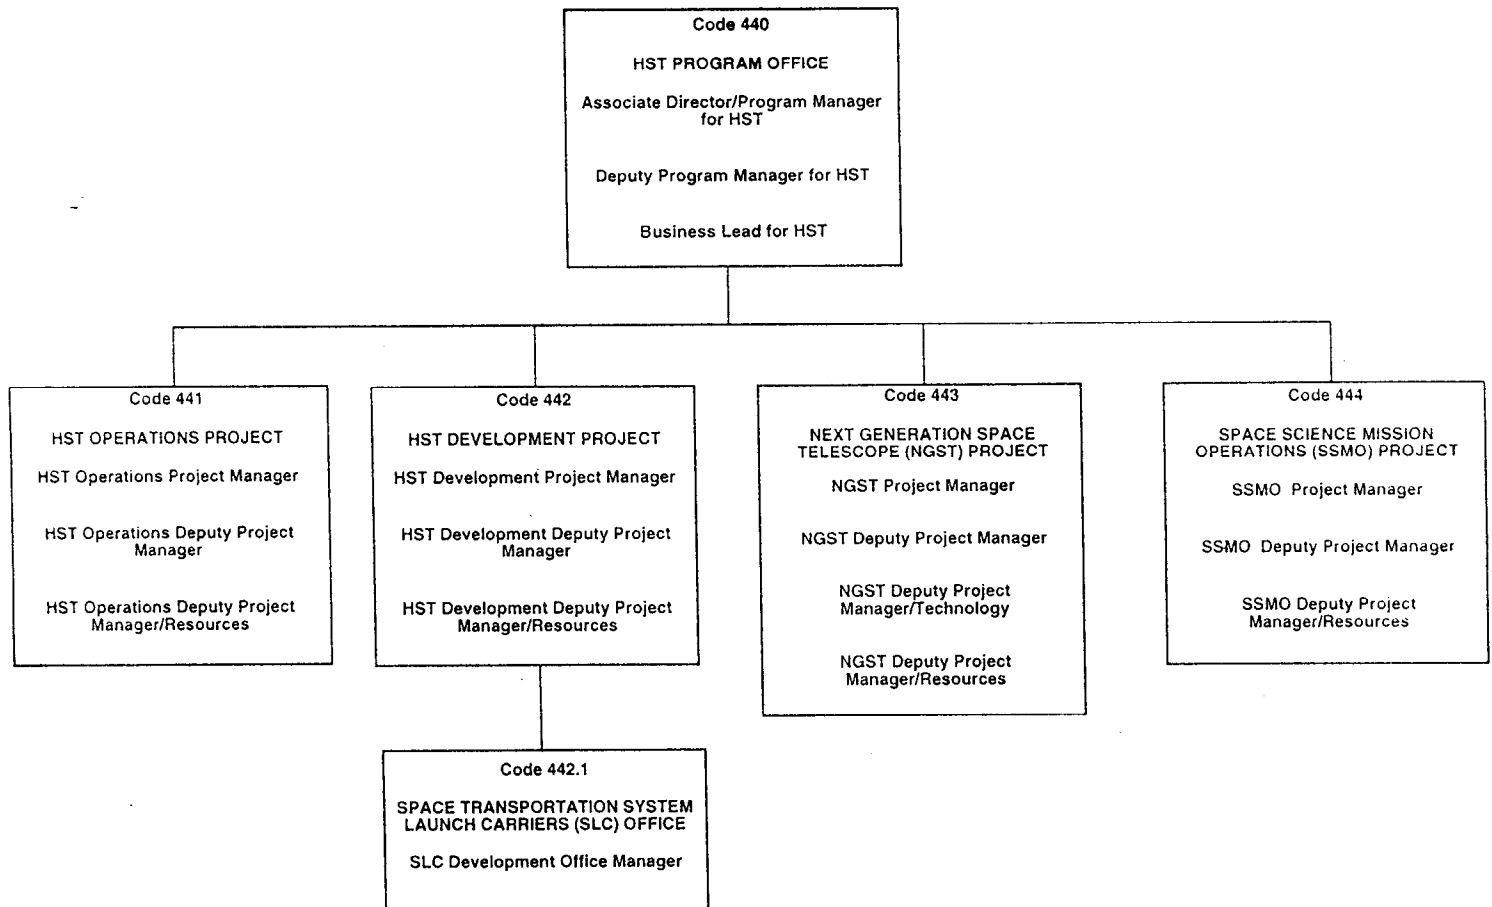 Code 440
HST PROGRAM OFFICE
Associate Director/Program Manager
for HST
Deputy Program Manager for HST
Business Lead for HST
Code 441
HST OPERATIONS PROJECT
HST Operations Project Manager
HST Operations Deputy Project
Manager
HST Operations Deputy Project
Manager/Resources
Code 442
HST DEVELOPMENT PROJECT
HST Development Project Manager
HST Development Deputy Project
Manager
HST Development Deputy Project
Manager/Resources
Code 443
NEXT GENERATION SPACE
TELESCOPE (NGST) PROJECT
NGST Project Manager
NGST Deputy Project Manager
NGST Deputy Project
Manager/Technology
NGST Deputy Project
Manager/Resources
Code 444
SPACE SCIENCE MISSION
OPERATIONS (SSMO) PROJECT
SSMO Project Manager
SSMO Deputy Project Manager
SSMO Deputy Project
Manager/Resources
Code 442.1
SPACE TRANSPORTATION SYSTEM
LAUNCH CARRIERS (SLC) OFFICE
SLC Development Office Manager